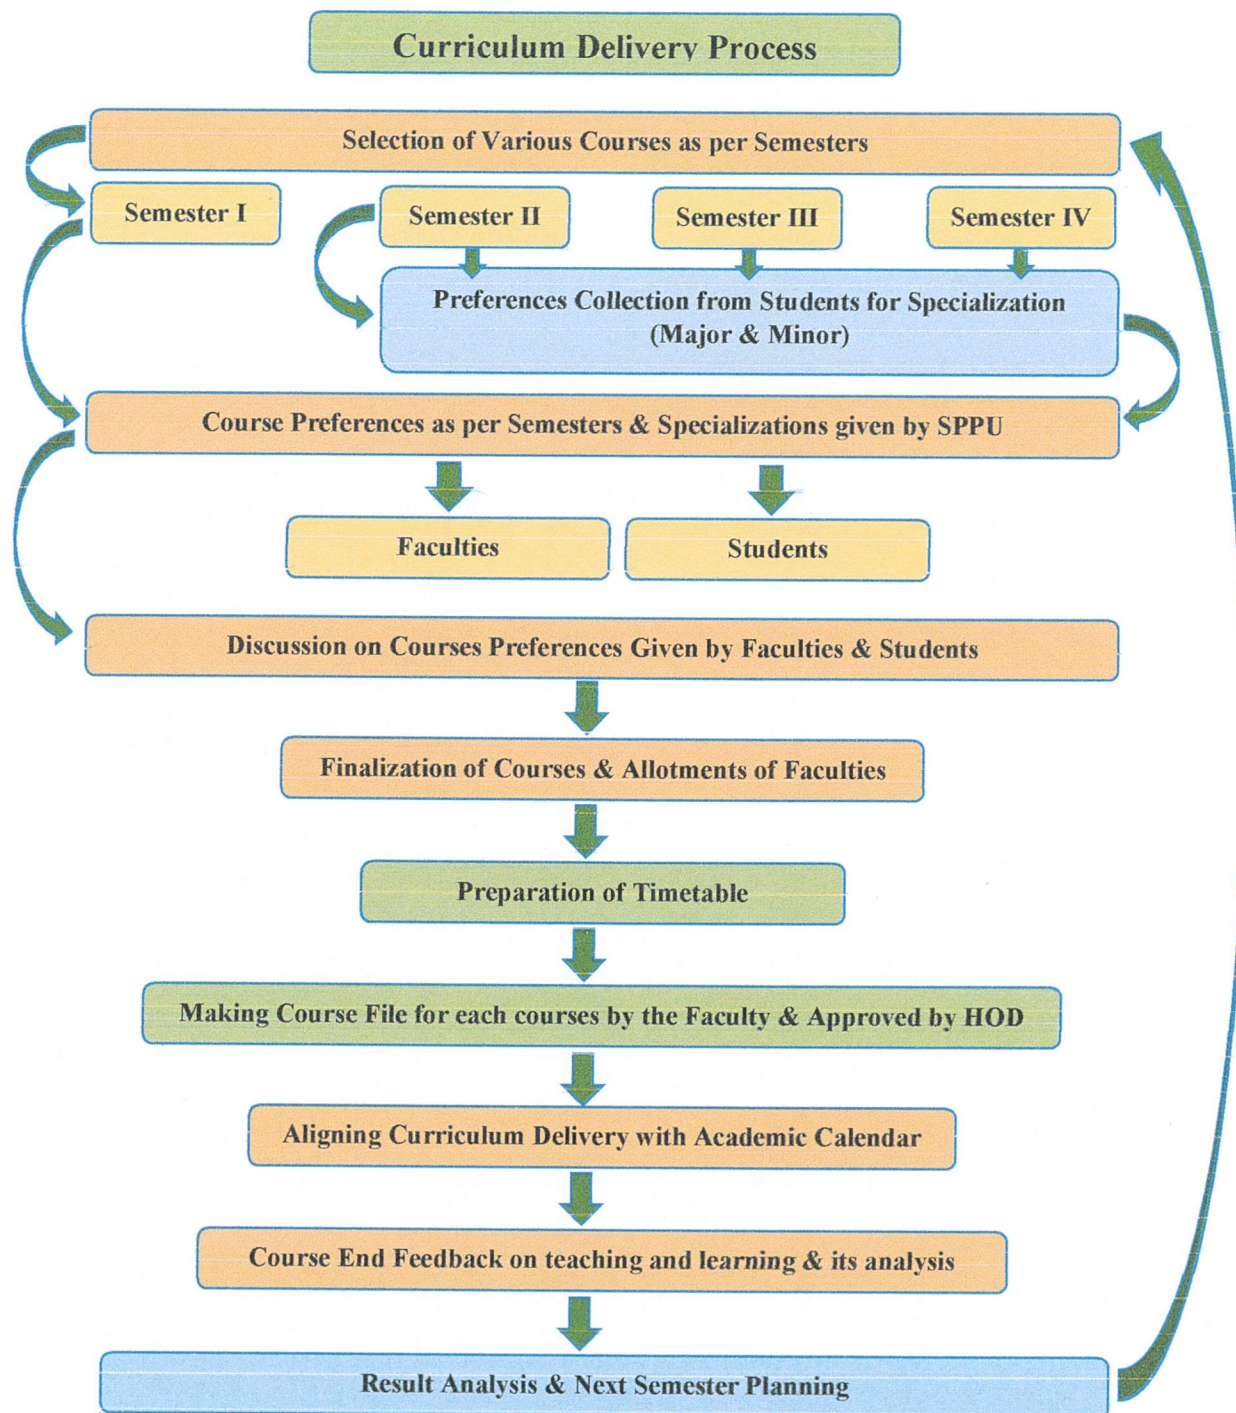 Curriculum Delivery Process
Selection of Various Courses as per Semesters
Semester I
Semester II
Semester III
Semester IV
Preferences Collection from Students for Specialization
(Major & Minor)
Course Preferences as per Semesters & Specializations given by SPPU
Faculties
Students
Discussion on Courses Preferences Given by Faculties & Students
Finalization of Courses & Allotments of Faculties
Preparation of Timetable
Making Course File for each courses by the Faculty & Approved by HOD
Aligning Curriculum Delivery with Academic Calendar
Course End Feedback on teaching and learning & its analysis
Result Analysis & Next Semester Planning